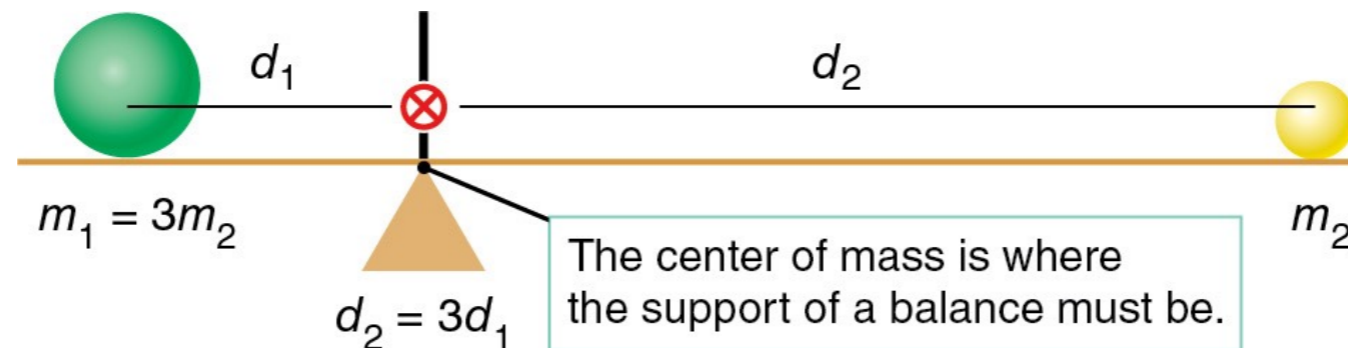 d₁
d₂
m₁ = 3m₂
m₂
d₂ = 3d₁
The center of mass is where
the support of a balance must be.